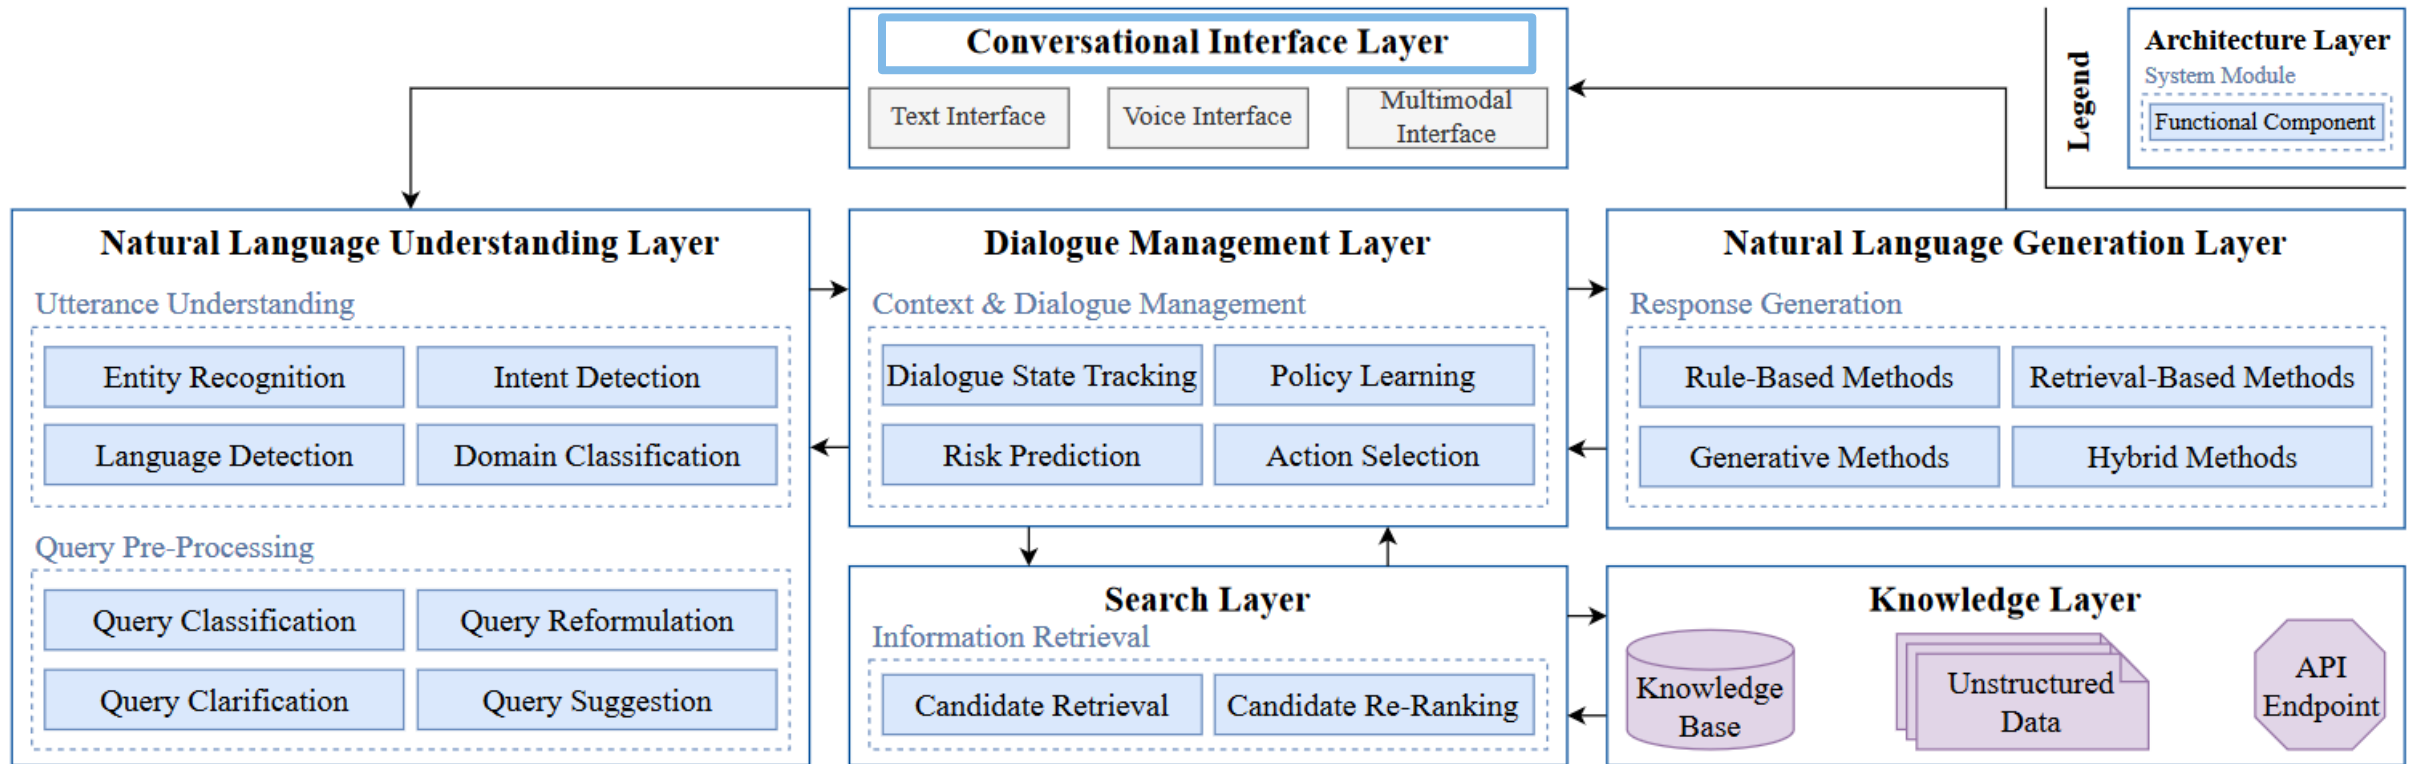 Conversational Interface Layer
Text Interface
Voice Interface
Multimodal
Interface
Legend
Architecture Layer
System Module
Functional Component
Natural Language Understanding Layer
Utterance Understanding
Entity Recognition
Intent Detection
Language Detection
Domain Classification
Query Pre-Processing
Query Classification
Query Reformulation
Query Clarification
Query Suggestion
Dialogue Management Layer
Context & Dialogue Management
Dialogue State Tracking
Policy Learning
Risk Prediction
Action Selection
Natural Language Generation Layer
Response Generation
Rule-Based Methods
Retrieval-Based Methods
Generative Methods
Hybrid Methods
Search Layer
Information Retrieval
Candidate Retrieval
Candidate Re-Ranking
Knowledge Layer
Knowledge
Base
Unstructured
Data
API
Endpoint